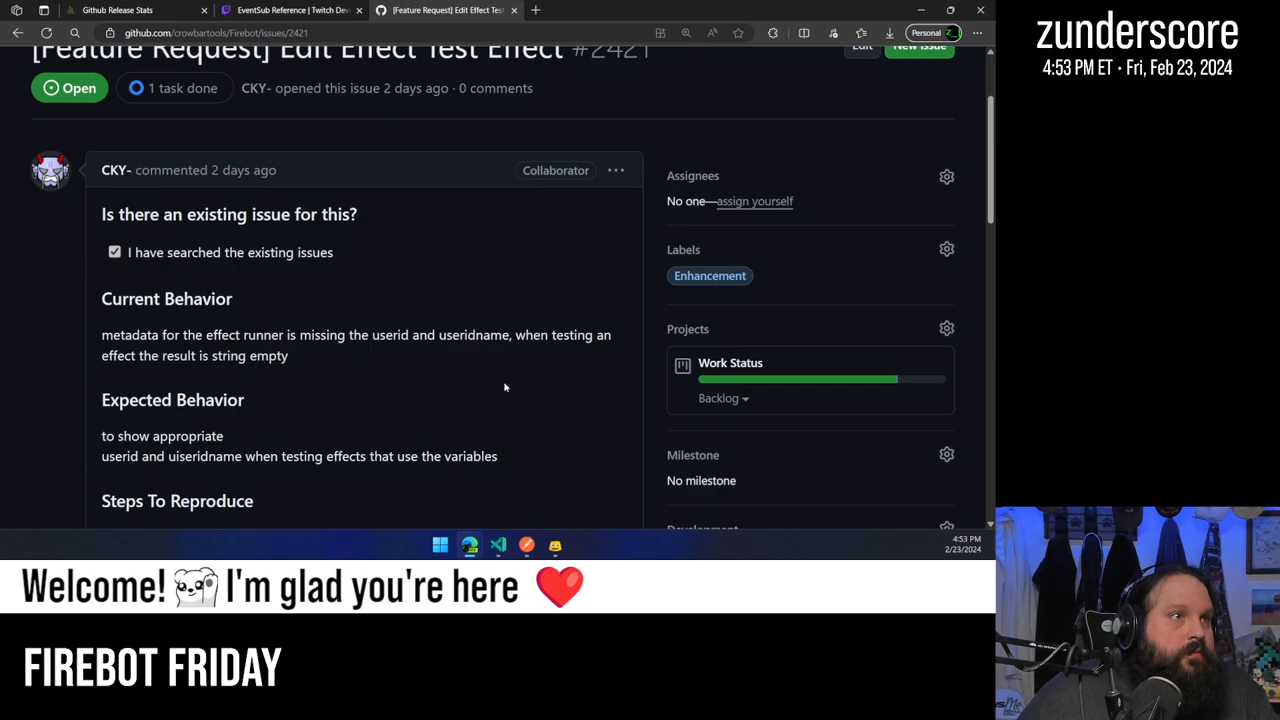 Github Release Stats
EventSub Reference | Twitch Dev
[Feature Request] Edit Effect Test
github.com/crowbartools/Firebot/issues/2421
Personal
[Feature Request] Edit Effect Test Effect #2421
Edit
New issue
Open
1 task done
CKY- opened this issue 2 days ago · 0 comments
CKY- commented 2 days ago
Collaborator
Is there an existing issue for this?
I have searched the existing issues
Current Behavior
metadata for the effect runner is missing the userid and useridname, when testing an
effect the result is string empty
Expected Behavior
to show appropriate
userid and uiseridname when testing effects that use the variables
Steps To Reproduce
Assignees
No one—assign yourself
Labels
Enhancement
Projects
Work Status
Backlog
Milestone
No milestone
Development
4:53 PM
2/23/2024
zunderscore
4:53 PM ET • Fri, Feb 23, 2024
Welcome! I'm glad you're here
FIREBOT FRIDAY